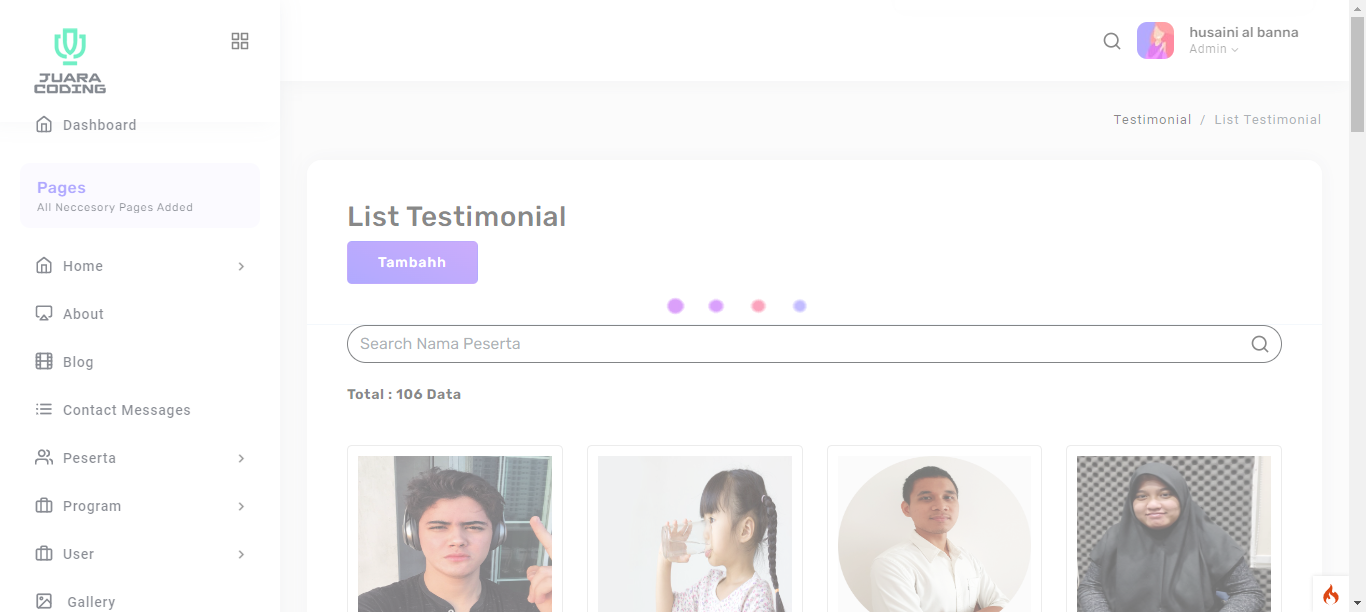 JUARA
CODING
husaini al banna
Admin
Dashboard
Testimonial / List Testimonial
Pages
All Neccesory Pages Added
List Testimonial
Tambahh
Home
About
Search Nama Peserta
Blog
Total : 106 Data
Contact Messages
Peserta
Program
User
Gallery